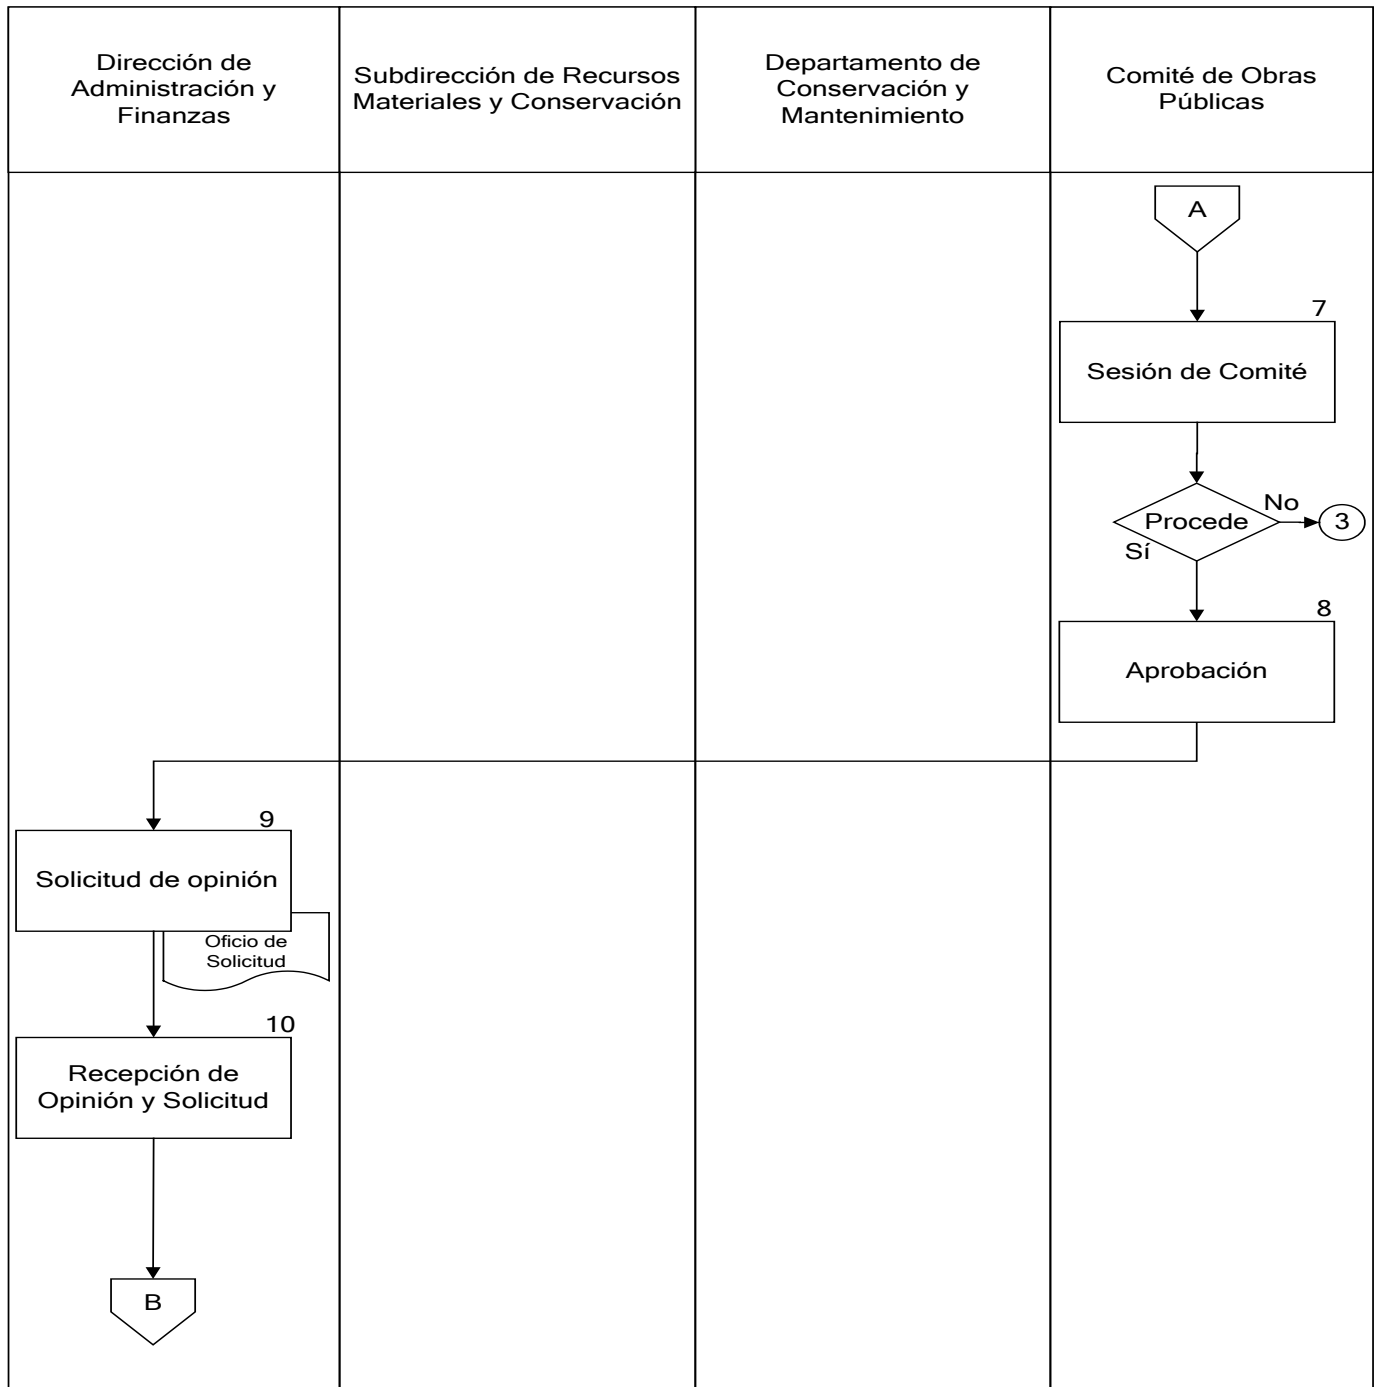 Dirección de
Administración y
Finanzas
Subdirección de Recursos
Materiales y Conservación
Departamento de
Conservación y
Mantenimiento
Comité de Obras
Públicas
A
7
Sesión de Comité
Procede
No
3
Sí
8
Aprobación
9
Solicitud de opinión
Oficio de
Solicitud
10
Recepción de
Opinión y Solicitud
B